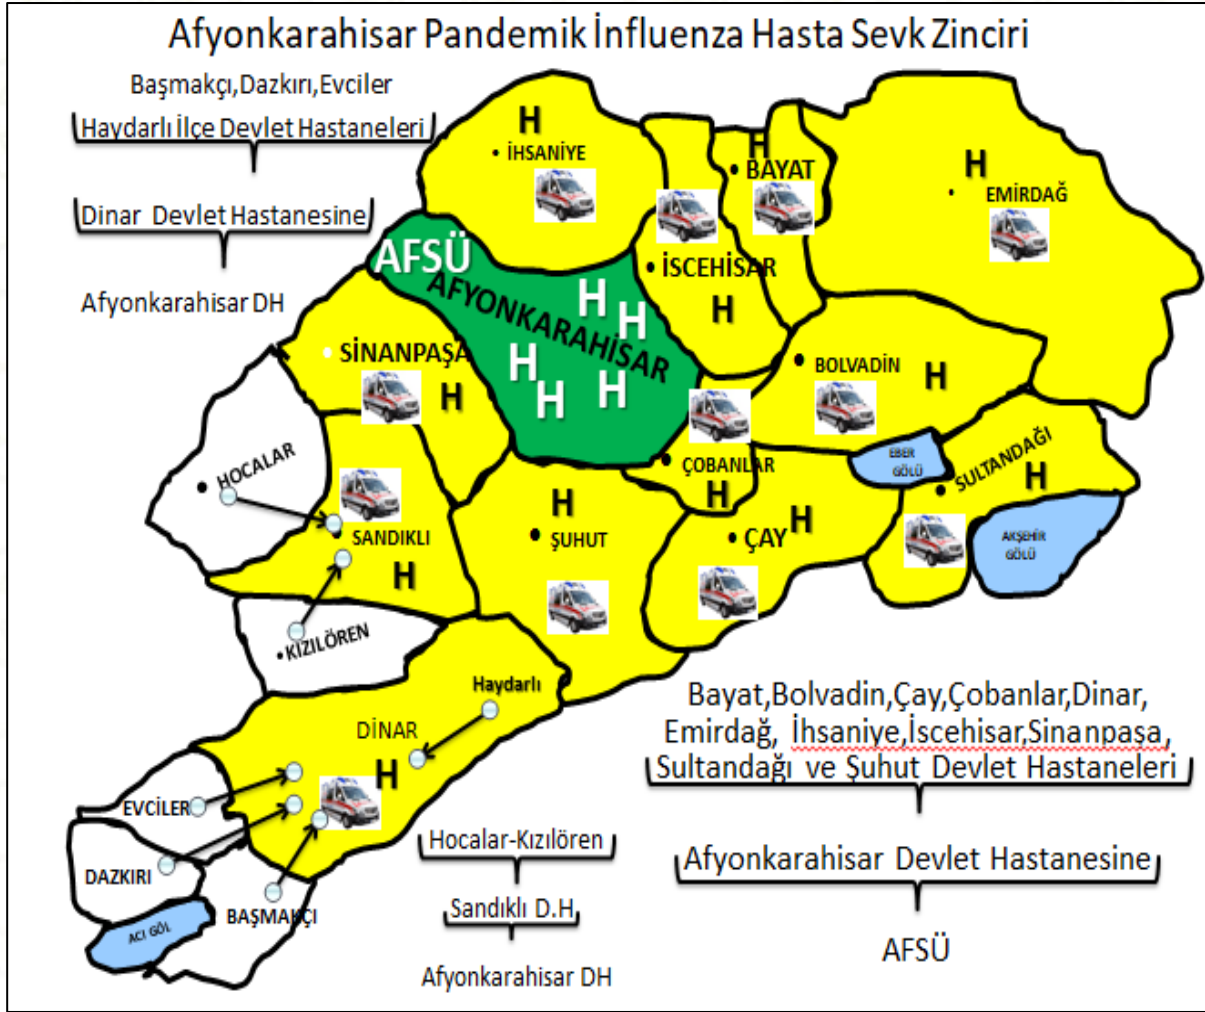 Afyonkarahisar Pandemik İnfluenza Hasta Sevk Zinciri
Başmakçı,Dazkırı,Evciler
Haydarlı İlçe Devlet Hastaneleri
Dinar Devlet Hastanesine
Afyonkarahisar DH
H
İHSANİYE
H
BAYAT
H
EMİRDAĞ
AFSÜ
AFYONKARAHİSAR
H
H
H
H
H
İSCEHİSAR
H
SİNANPAŞA
H
BOLVADİN
H
HOCALAR
SANDIKLI
H
H
ŞUHUT
ÇOBANLAR
H
H
ÇAY
EBER
GÖLÜ
SULTANDAĞI
H
AKŞEHİR
GÖLÜ
KIZILÖREN
Haydarlı
DİNAR
H
EVCİLER
DAZKIRI
BAŞMAKÇI
ACI GÖL
Hocalar-Kızılören
Sandıklı D.H
Afyonkarahisar DH
Bayat,Bolvadin,Çay,Çobanlar,Dinar,
Emirdağ, İhsaniye,İscehisar,Sinanpaşa,
Sultandağı ve Şuhut Devlet Hastaneleri
Afyonkarahisar Devlet Hastanesine
AFSÜ